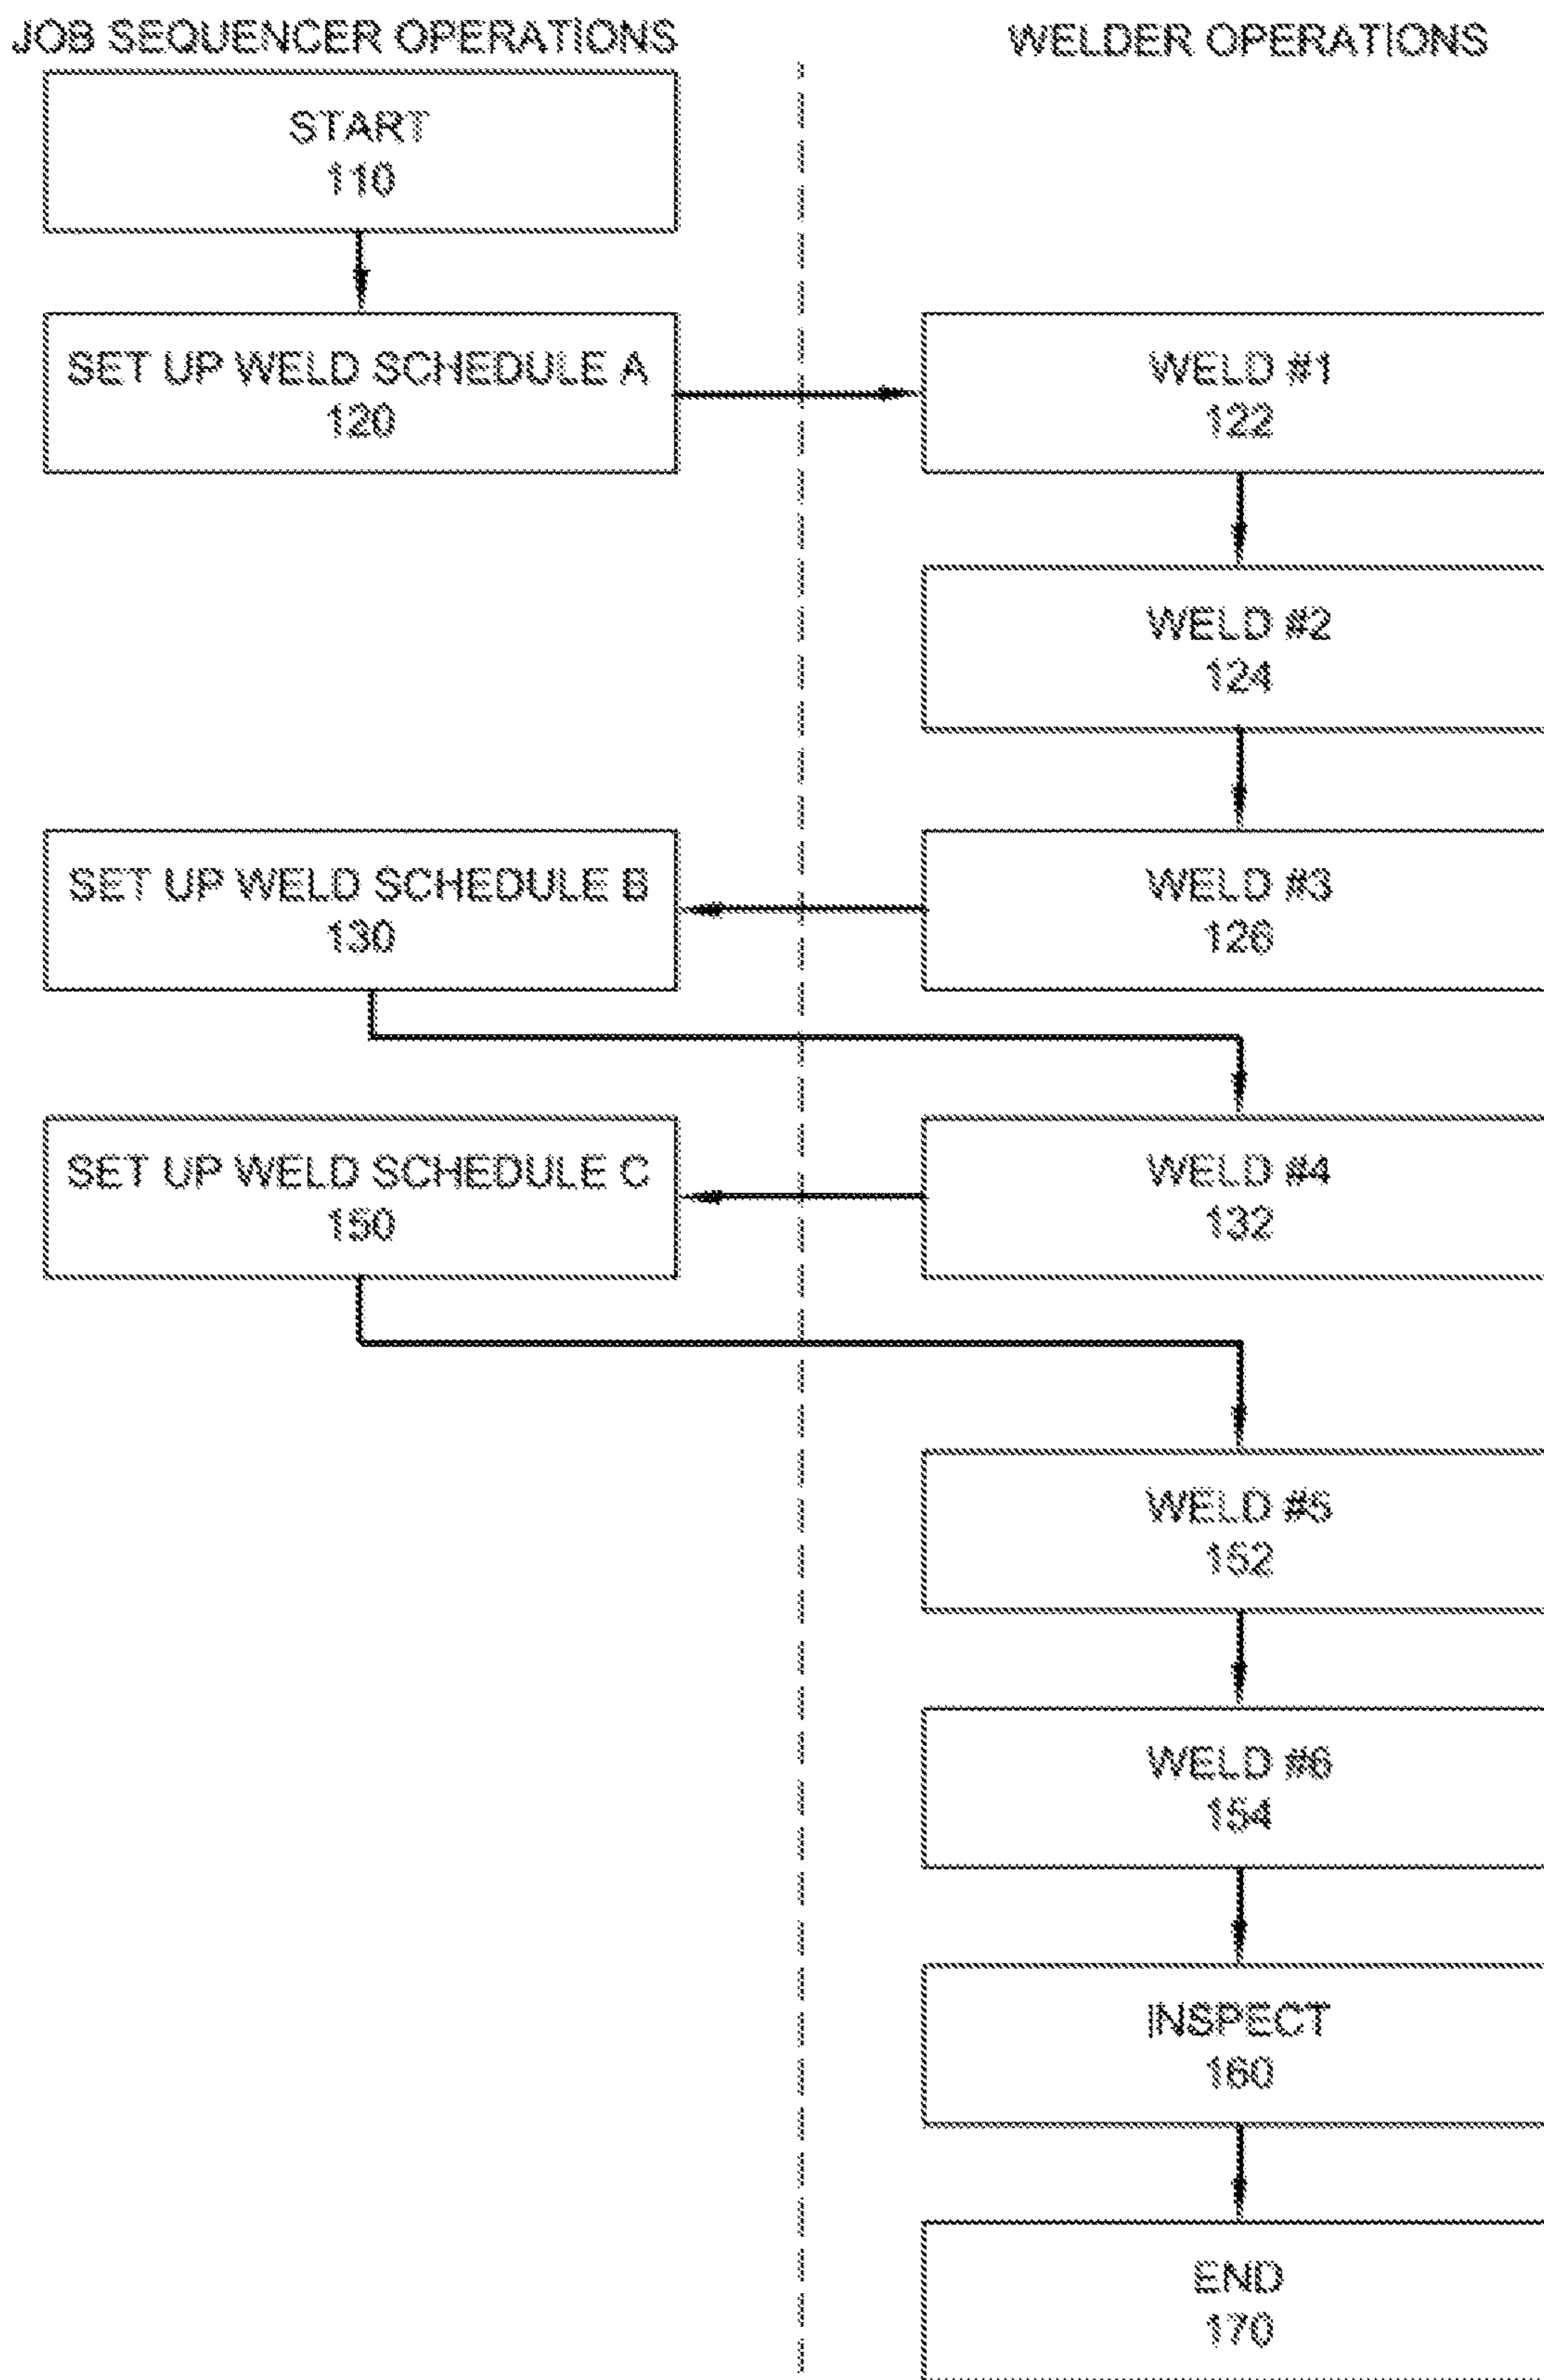 JOB SEQUENCER OPERATIONS
WELDER OPERATIONS
START
110
SET UP WELD SCHEDULE A
120
WELD #1
122
WELD #2
124
SET UP WELD SCHEDULE B
130
WELD #3
126
SET UP WELD SCHEDULE C
150
WELD #4
132
WELD #5
152
WELD #6
154
INSPECT
160
END
170